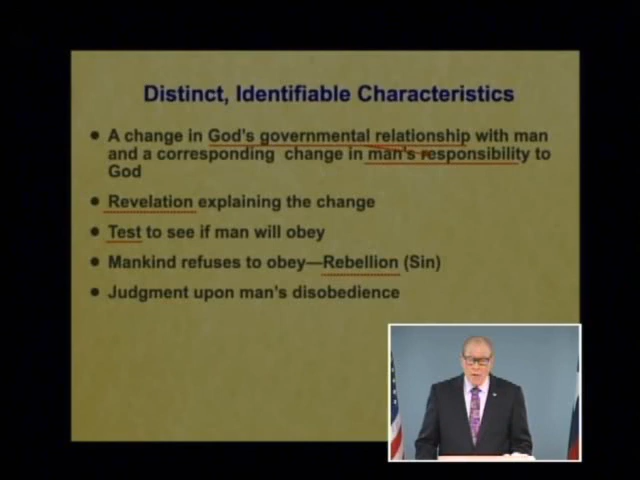 Distinct, Identifiable Characteristics
• A change in God's governmental relationship with man
and a corresponding change in man's responsibility to
God
• Revelation explaining the change
• Test to see if man will obey
• Mankind refuses to obey—Rebellion (Sin)
• Judgment upon man's disobedience